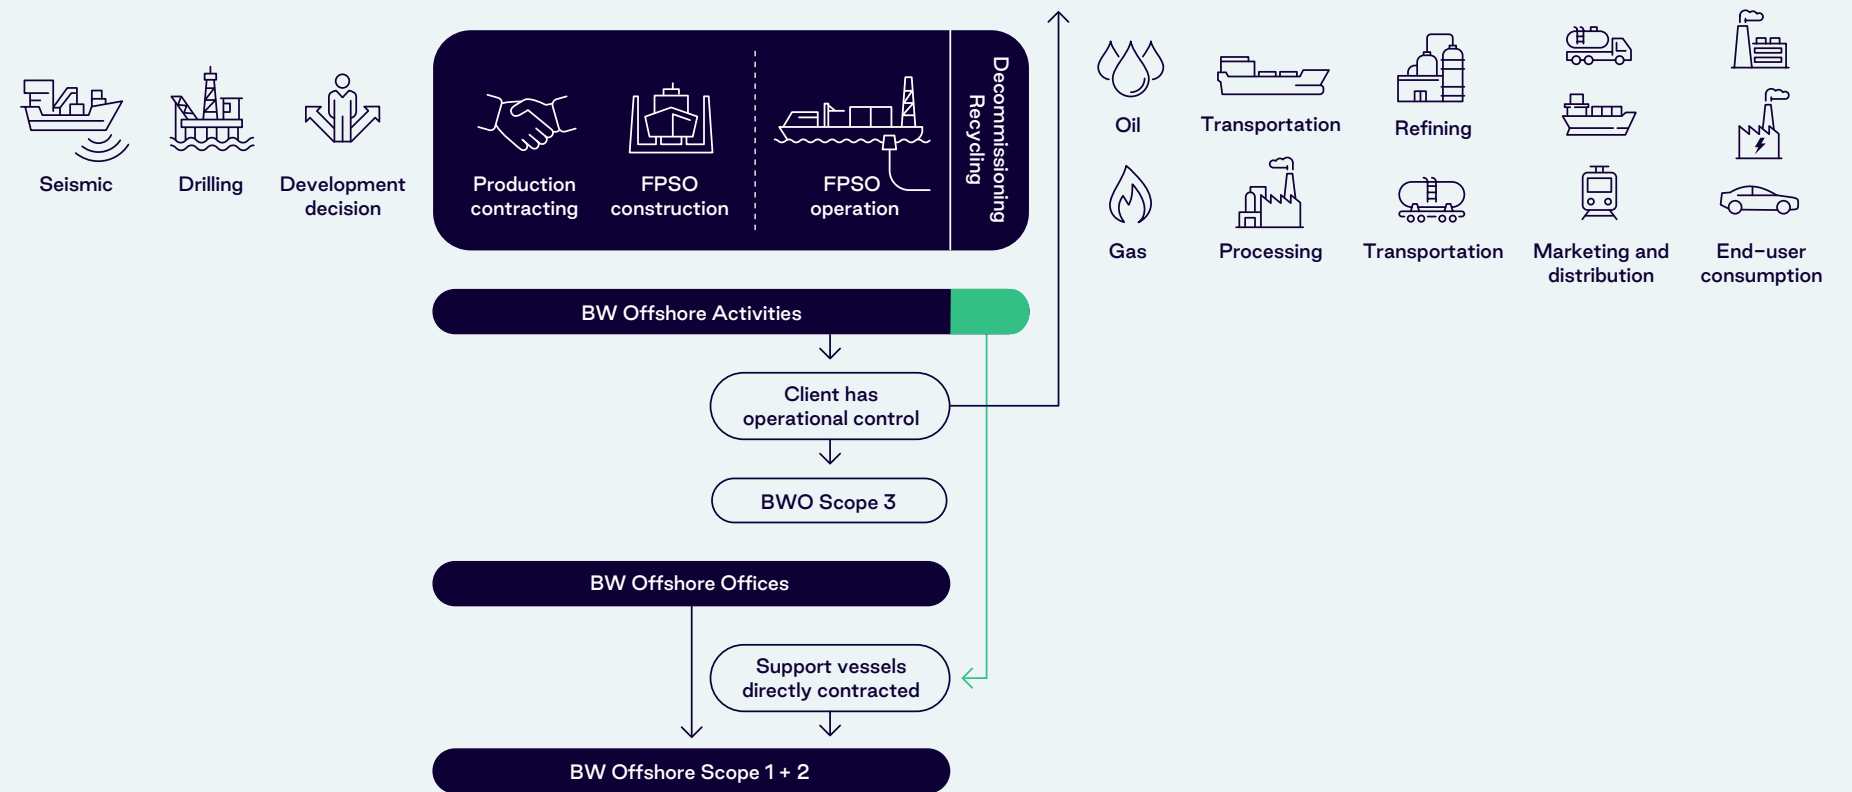 Seismic
Drilling
Development
decision
Production
contracting
FPSO
construction
FPSO
operation
Decommissioning
Recycling
Oil
Transportation
Refining
Gas
Processing
Transportation
Marketing and
distribution
End-user
consumption
BW Offshore Activities
Client has
operational control
BWO Scope 3
BW Offshore Offices
Support vessels
directly contracted
BW Offshore Scope 1 + 2